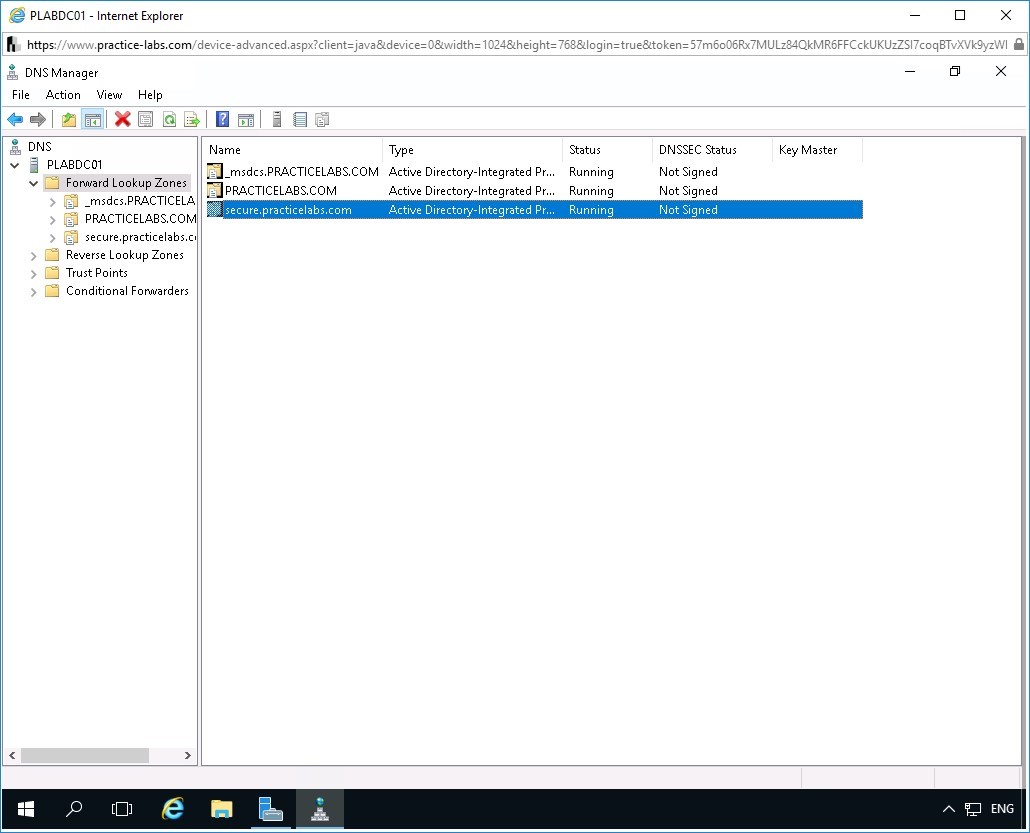 PLABDC01 - Internet Explorer
https://www.practice-labs.com/device-advanced.aspx?client=java&device=0&width=1024&height=768&login=true&token=57m6o06Rx7MULz84QkMR6FFCckUKUzZSI7coqBTvXVk9yzWI
DNS Manager
File Action View Help
DNS
PLABDC01
Forward Lookup Zones
_msdcs.PRACTICELA
PRACTICELABS.COM
secure.practicelabs.c
Reverse Lookup Zones
Trust Points
Conditional Forwarders
Name Type Status DNSSEC Status Key Master
_msdcs.PRACTICELABS.COM Active Directory-Integrated Pr... Running Not Signed
PRACTICELABS.COM Active Directory-Integrated Pr... Running Not Signed
secure.practicelabs.com Active Directory-Integrated Pr... Running Not Signed
ENG